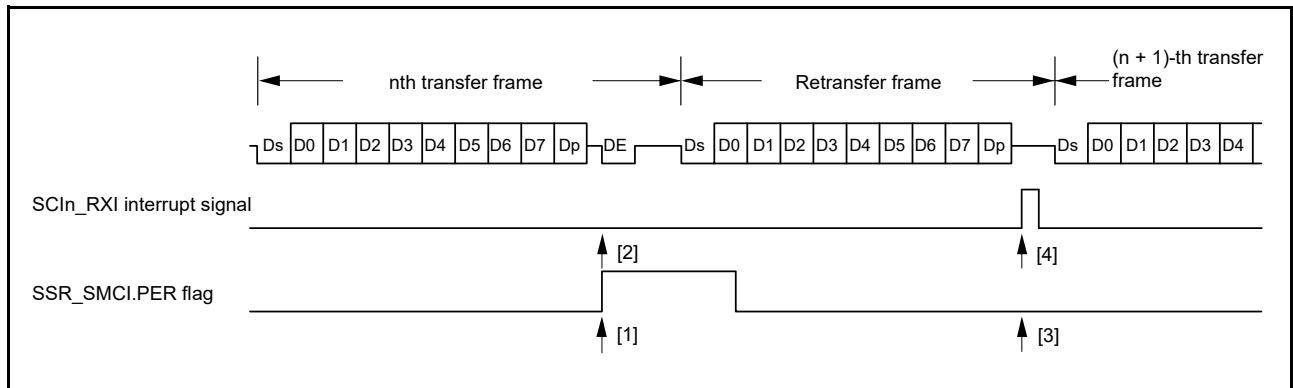 nth transfer frame
Retransfer frame
(n + 1)-th transfer
frame
Ds D0 D1 D2 D3 D4 D5 D6 D7 Dp DE Ds D0 D1 D2 D3 D4 D5 D6 D7 Dp Ds D0 D1 D2 D3 D4
SCIn_RXI interrupt signal
[2] [4]
SSR_SMCI.PER flag
[1] [3]